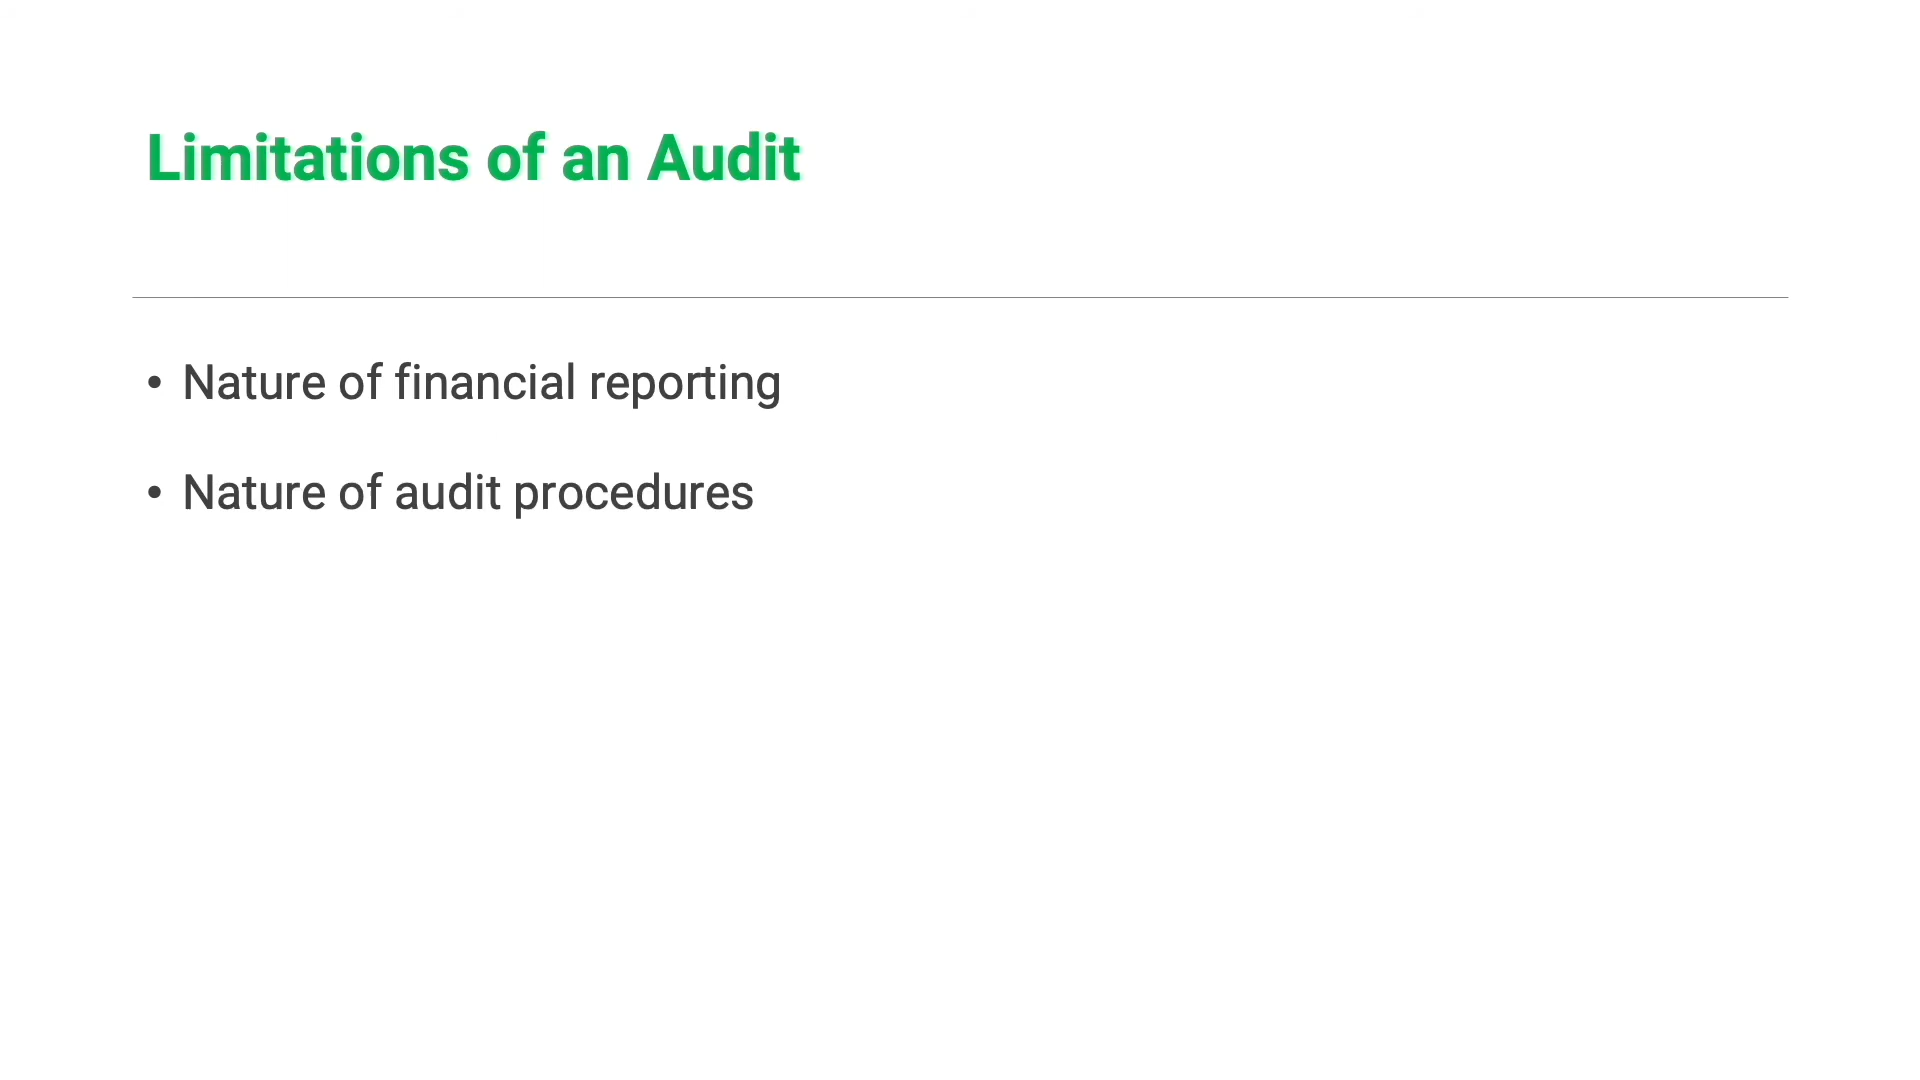 Limitations of an Audit
• Nature of financial reporting
• Nature of audit procedures